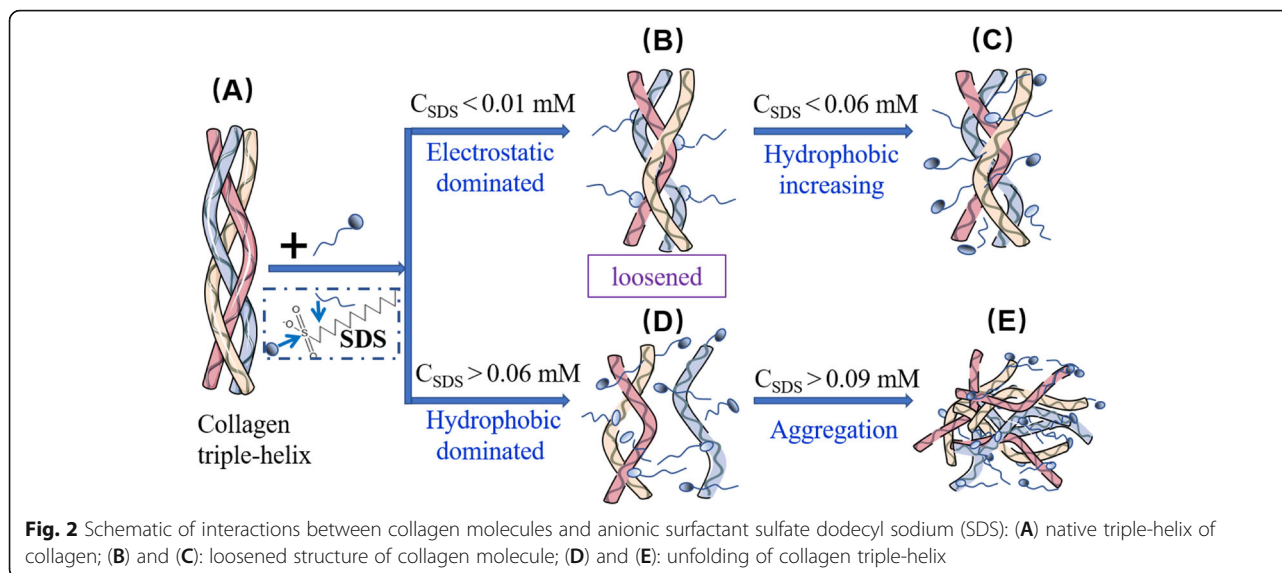 (A)
+
O
O
-O
S
O
SDS
Collagen
triple-helix
C_SDS < 0.01 mM
Electrostatic
dominated
(B)
loosened
C_SDS < 0.06 mM
Hydrophobic
increasing
(C)
C_SDS > 0.06 mM
Hydrophobic
dominated
(D)
C_SDS > 0.09 mM
Aggregation
(E)
Fig. 2 Schematic of interactions between collagen molecules and anionic surfactant sulfate dodecyl sodium (SDS): (A) native triple-helix of
collagen; (B) and (C): loosened structure of collagen molecule; (D) and (E): unfolding of collagen triple-helix